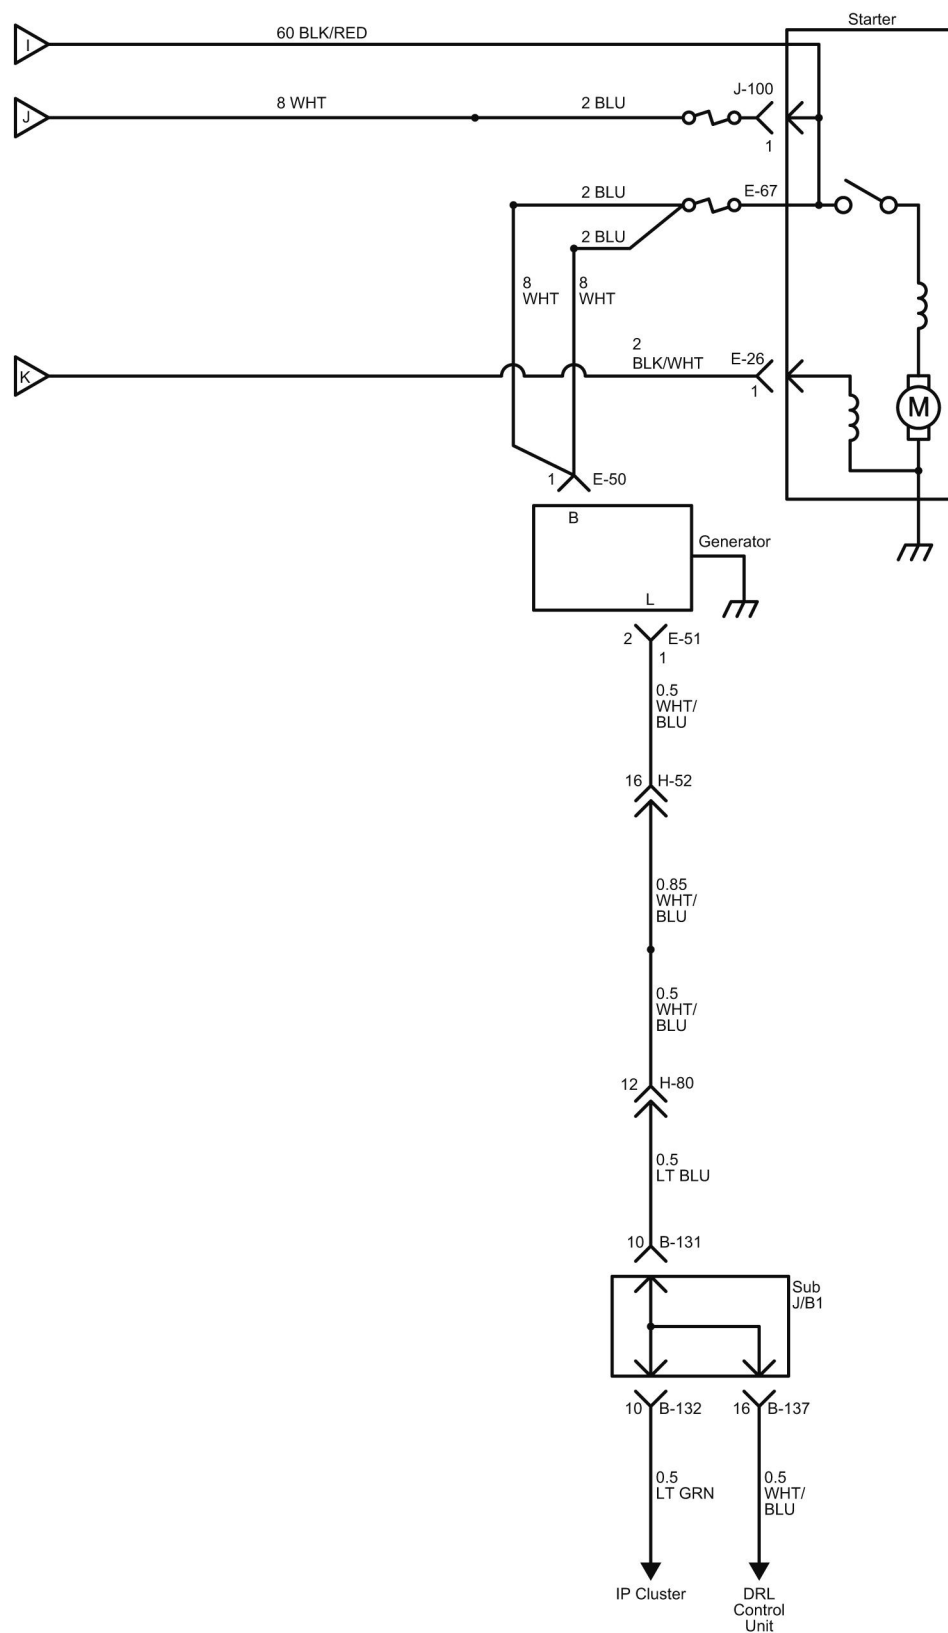 Starter
I
60 BLK/RED
J
8 WHT
2 BLU
J-100
1
2 BLU
E-67
2 BLU
8
WHT
8
WHT
K
2
BLK/WHT
E-26
1
M
1
E-50
B
Generator
L
2
E-51
1
0.5
WHT/
BLU
16
H-52
0.85
WHT/
BLU
0.5
WHT/
BLU
12
H-80
0.5
LT BLU
10
B-131
Sub
J/B1
10
B-132
16
B-137
0.5
LT GRN
0.5
WHT/
BLU
IP Cluster
DRL
Control
Unit